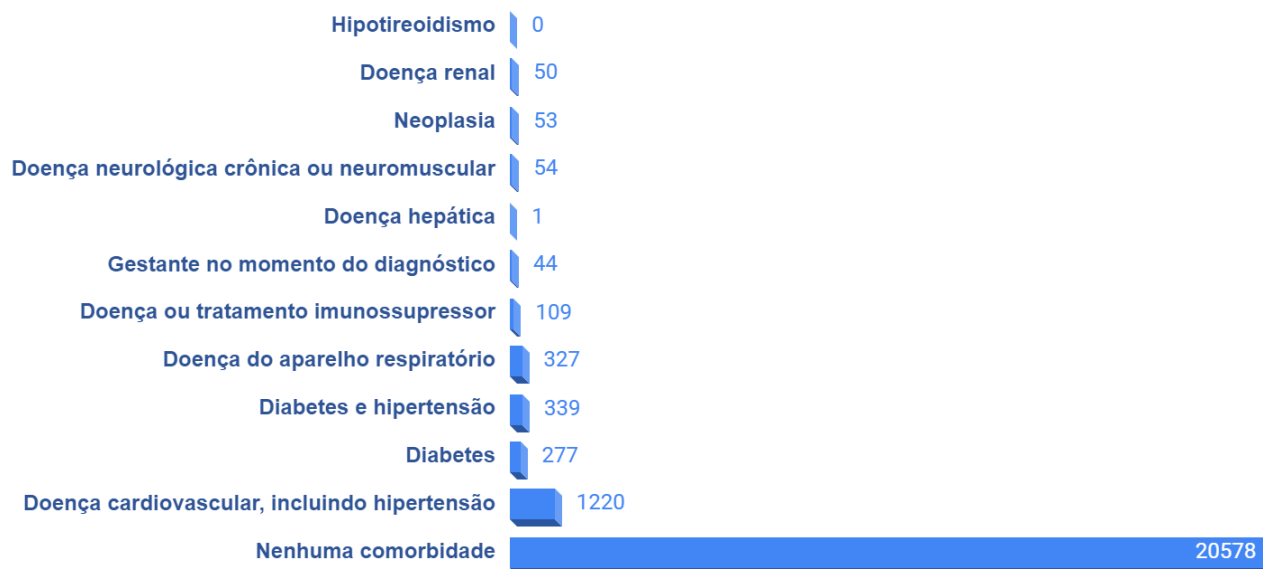 Hipotireoidismo 0
Doença renal 50
Neoplasia 53
Doença neurológica crônica ou neuromuscular 54
Doença hepática 1
Gestante no momento do diagnóstico 44
Doença ou tratamento imunossupressor 109
Doença do aparelho respiratório 327
Diabetes e hipertensão 339
Diabetes 277
Doença cardiovascular, incluindo hipertensão 1220
Nenhuma comorbidade 20578